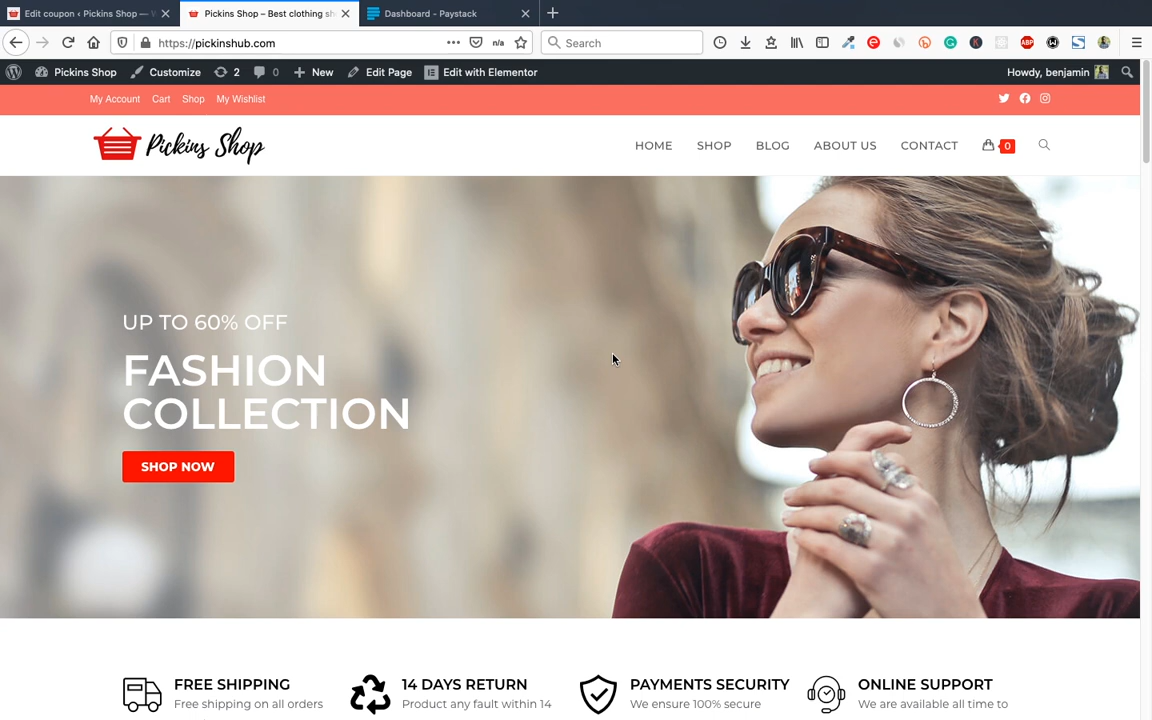 Edit coupon ‹ Pickins Shop —
Pickins Shop – Best clothing sh
Dashboard - Paystack
https://pickinshub.com
n/a
Search
ABP
Pickins Shop
Customize
2
0
New
Edit Page
Edit with Elementor
Howdy, benjamin
My Account
Cart
Shop
My Wishlist
Pickins Shop
HOME
SHOP
BLOG
ABOUT US
CONTACT
0
UP TO 60% OFF
FASHION
COLLECTION
SHOP NOW
FREE SHIPPING
Free shipping on all orders
14 DAYS RETURN
Product any fault within 14
PAYMENTS SECURITY
We ensure 100% secure
ONLINE SUPPORT
We are available all time to